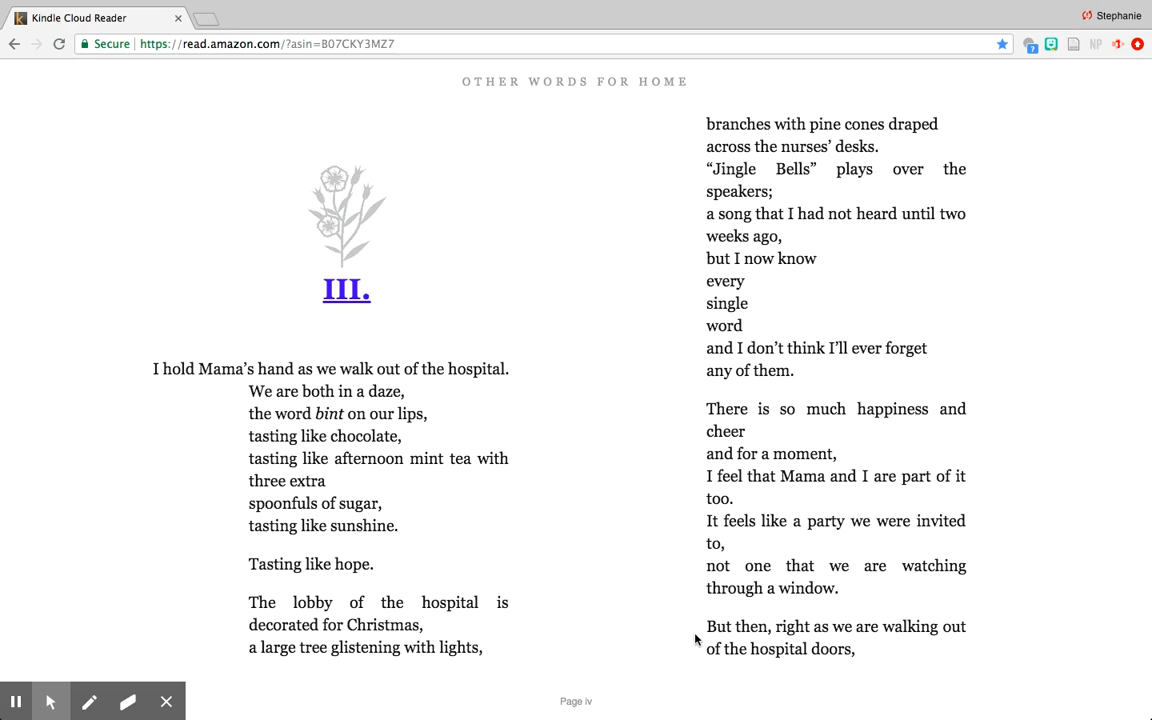 Kindle Cloud Reader
Stephanie
Secure
https://read.amazon.com/?asin=B07CKY3MZ7
7
NP
OTHER WORDS FOR HOME
III.
I hold Mama’s hand as we walk out of the hospital.
We are both in a daze,
the word bint on our lips,
tasting like chocolate,
tasting like afternoon mint tea with
three extra
spoonfuls of sugar,
tasting like sunshine.
Tasting like hope.
The lobby of the hospital is
decorated for Christmas,
a large tree glistening with lights,
branches with pine cones draped
across the nurses’ desks.
“Jingle Bells” plays over the
speakers;
a song that I had not heard until two
weeks ago,
but I now know
every
single
word
and I don’t think I’ll ever forget
any of them.
There is so much happiness and
cheer
and for a moment,
I feel that Mama and I are part of it
too.
It feels like a party we were invited
to,
not one that we are watching
through a window.
But then, right as we are walking out
of the hospital doors,
Page iv